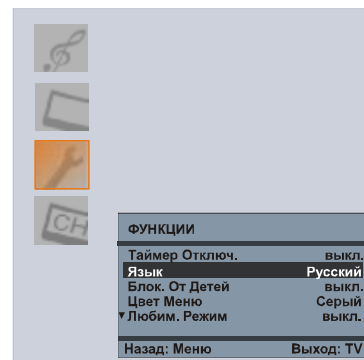 CH
ФУНКЦИИ
Таймер Отключ. выкл.
Язык Русский
Блок. От Детей выкл.
Цвет Меню Серый
Любим. Режим выкл.
Назад: Меню Выход: TV